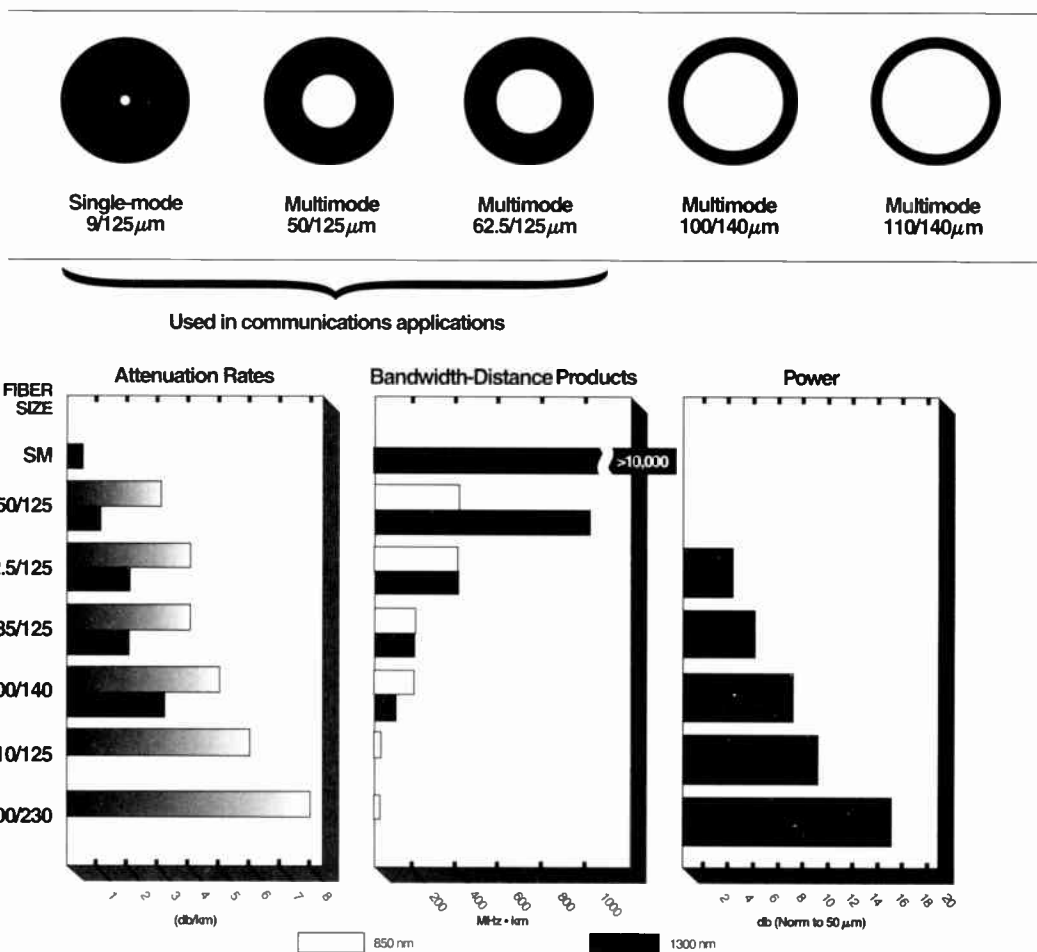 Single-mode
9/125μm
Multimode
50/125μm
Multimode
62.5/125μm
Multimode
100/140μm
Multimode
110/140μm
Used in communications applications
Attenuation Rates
Bandwidth-Distance Products
Power
FIBER
SIZE
SM
>10,000
50/125
2.5/125
85/125
00/140
10/125
00/230
1 2 3 4 5 6 7 8
(db/km)
200 400 600 800 1000
MHz • km
2 4 6 8 10 12 14 16 18 20
db (Norm to 50 μm)
850 nm
1300 nm